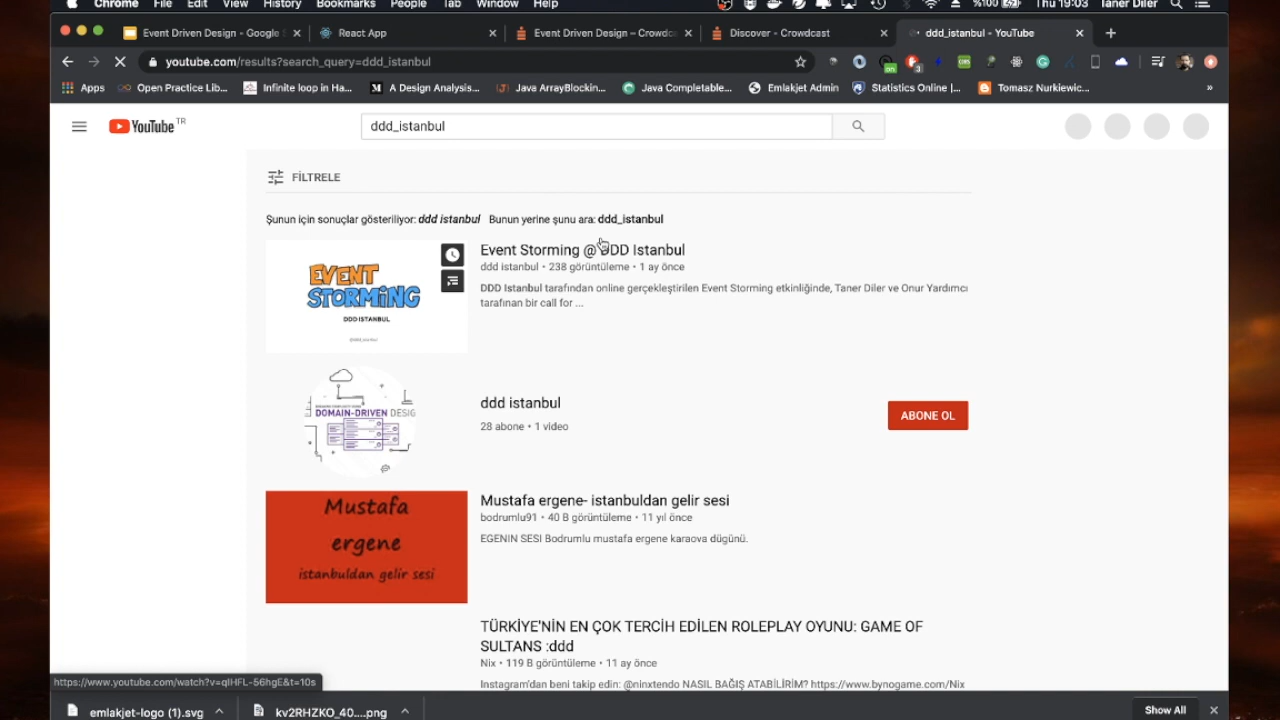 Chrome File Edit View History Bookmarks People Tab Window Help %100 Thu 19:03 Taner Diler
Event Driven Design - Google S
React App
Event Driven Design – Crowdca
Discover - Crowdcast
ddd_istanbul - YouTube
youtube.com/results?search_query=ddd_istanbul
Apps Open Practice Lib... Infinite loop in Ha... A Design Analysis... Java ArrayBlockin... Java Completable... Emlakjet Admin Statistics Online |... Tomasz Nurkiewic... »
YouTube TR
ddd_istanbul
FİLTRELE
Şunun için sonuçlar gösteriliyor: ddd istanbul Bunun yerine şunu ara: ddd_istanbul
EVENT
STORMING
DDD ISTANBUL
@ddd_istanbul
Event Storming @ DDD Istanbul
ddd istanbul • 238 görüntüleme • 1 ay önce
DDD Istanbul tarafından online gerçekleştirilen Event Storming etkinliğinde, Taner Diler ve Onur Yardımcı
tarafınan bir call for ...
DOMAIN-DRIVEN DESIG
ddd istanbul
28 abone • 1 video
ABONE OL
Mustafa
ergene
istanbuldan gelir sesi
Mustafa ergene- istanbuldan gelir sesi
bodrumlu91 • 40 B görüntüleme • 11 yıl önce
EGENIN SESI Bodrumlu mustafa ergene karaova dügünü.
TÜRKİYE'NİN EN ÇOK TERCİH EDİLEN ROLEPLAY OYUNU: GAME OF
SULTANS :ddd
Nix • 119 B görüntüleme • 11 ay önce
Instagram'dan beni takip edin: @ninxtendo NASIL BAĞIŞ ATABİLİRİM? https://www.bynogame.com/Nix
https://www.youtube.com/watch?v=qIHFL-56hgE&t=10s
emlakjet-logo (1).svg
kv2RHZKO_40....png
Show All